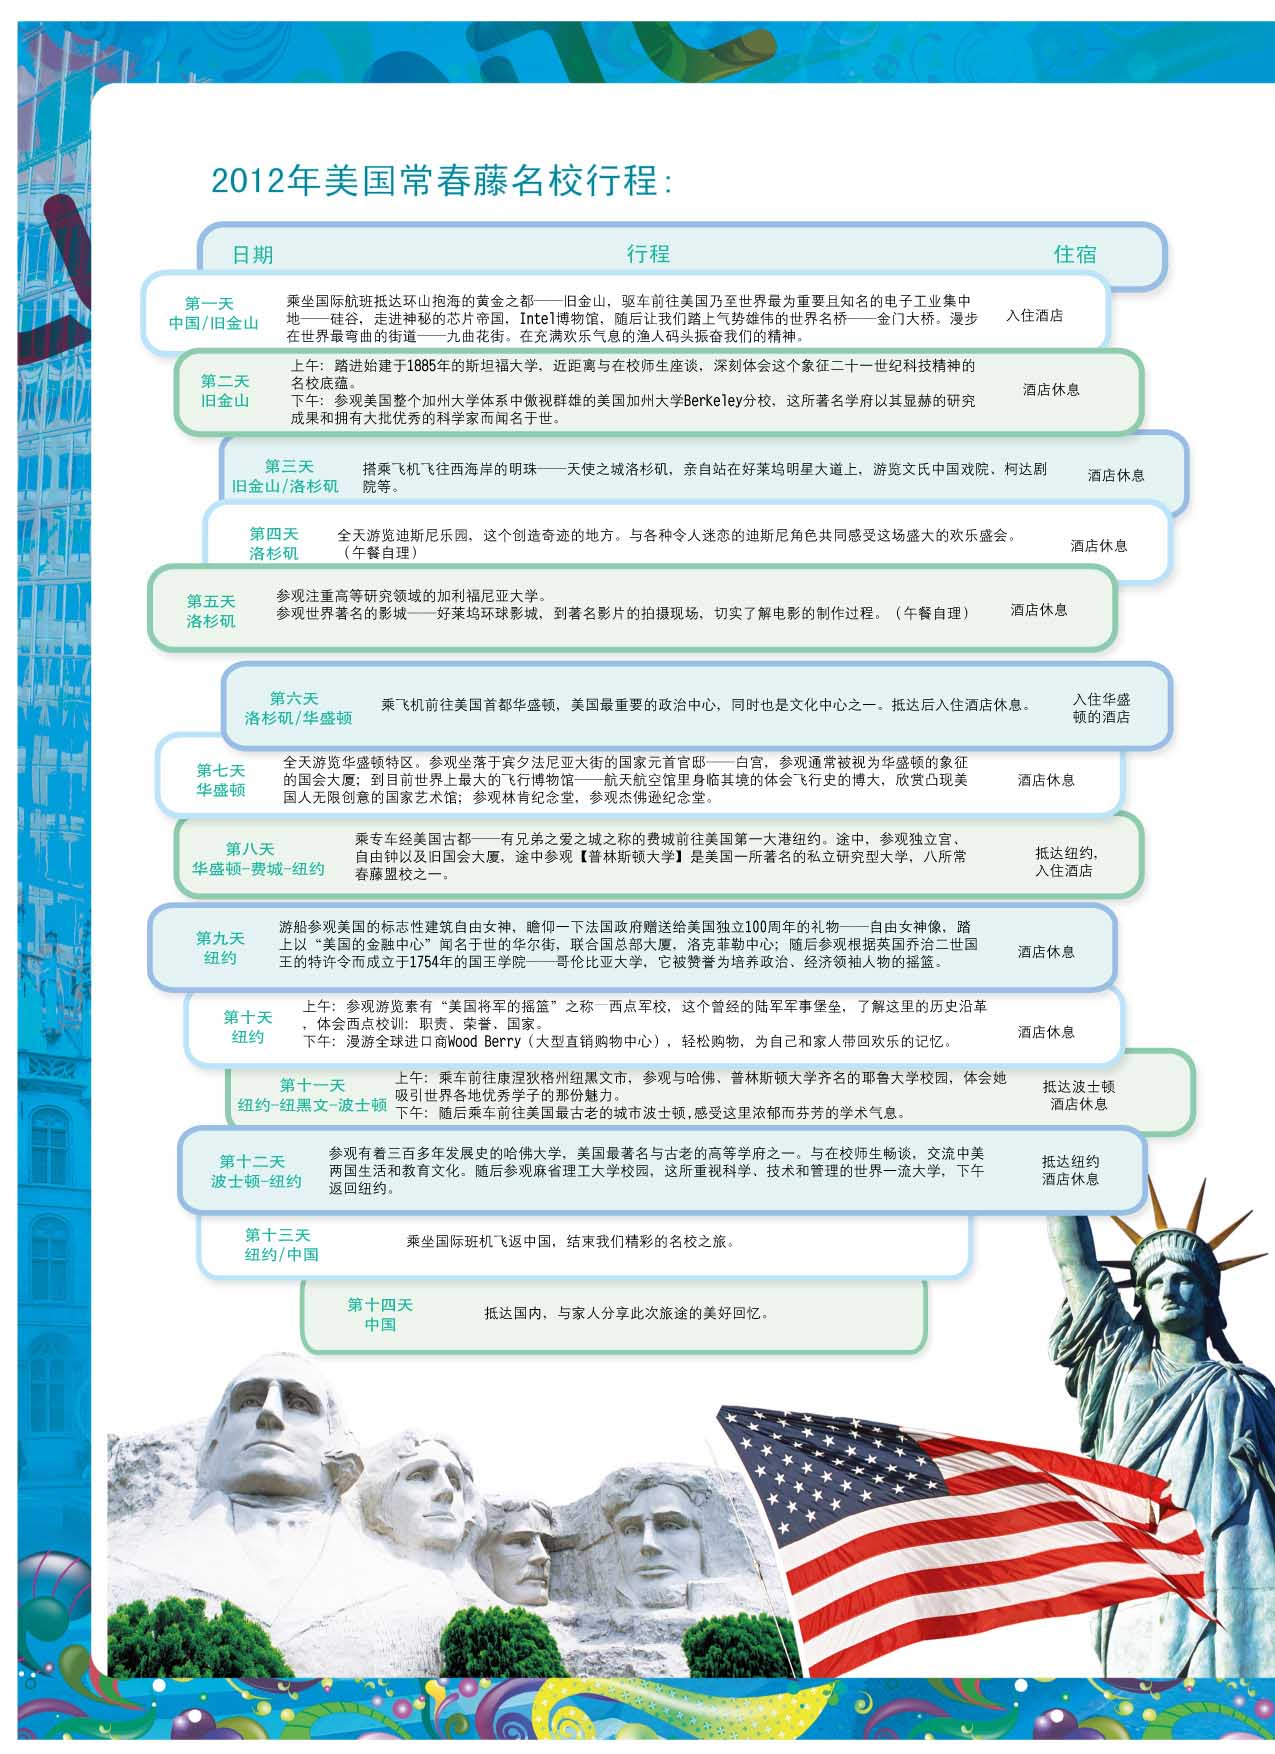 2012年美国常春藤名校行程:
日期 行程 住宿
第一天
中国/旧金山
乘坐国际航班抵达环山抱海的黄金之都——旧金山，驱车前往美国乃至世界最为重要且知名的电子工业集中
地——硅谷，走进神秘的芯片帝国，Intel博物馆，随后让我们踏上气势雄伟的世界名桥——金门大桥。漫步
在世界最弯曲的街道——九曲花街。在充满欢乐气息的渔人码头振奋我们的精神。
入住酒店
第二天
旧金山
上午：踏进始建于1885年的斯坦福大学，近距离与在校师生座谈，深刻体会这个象征二十一世纪科技精神的
名校底蕴。
下午：参观美国整个加州大学体系中傲视群雄的美国加州大学Berkeley分校，这所著名学府以其显赫的研究
成果和拥有大批优秀的科学家而闻名于世。
酒店休息
第三天
旧金山/洛杉矶
搭乘飞机飞往西海岸的明珠——天使之城洛杉矶，亲自站在好莱坞明星大道上，游览文氏中国戏院、柯达剧
院等。
酒店休息
第四天
洛杉矶
全天游览迪斯尼乐园，这个创造奇迹的地方。与各种令人迷恋的迪斯尼角色共同感受这场盛大的欢乐盛会。
（午餐自理）
酒店休息
第五天
洛杉矶
参观注重高等研究领域的加利福尼亚大学。
参观世界著名的影城——好莱坞环球影城，到著名影片的拍摄现场，切实了解电影的制作过程。（午餐自理）
酒店休息
第六天
洛杉矶/华盛顿
乘飞机前往美国首都华盛顿，美国最重要的政治中心，同时也是文化中心之一。抵达后入住酒店休息。
入住华盛
顿的酒店
第七天
华盛顿
全天游览华盛顿特区。参观坐落于宾夕法尼亚大街的国家元首官邸——白宫，参观通常被视为华盛顿的象征
的国会大厦；到目前世界上最大的飞行博物馆——航天航空馆里身临其境的体会飞行史的博大，欣赏凸现美
国人无限创意的国家艺术馆；参观林肯纪念堂，参观杰佛逊纪念堂。
酒店休息
第八天
华盛顿-费城-纽约
乘专车经美国古都——有兄弟之爱之城之称的费城前往美国第一大港纽约。途中，参观独立宫、
自由钟以及旧国会大厦，途中参观【普林斯顿大学】是美国一所著名的私立研究型大学，八所常
春藤盟校之一。
抵达纽约，
入住酒店
第九天
纽约
游船参观美国的标志性建筑自由女神，瞻仰一下法国政府赠送给美国独立100周年的礼物——自由女神像，踏
上以“美国的金融中心”闻名于世的华尔街，联合国总部大厦，洛克菲勒中心；随后参观根据英国乔治二世国
王的特许令而成立于1754年的国王学院——哥伦比亚大学，它被赞誉为培养政治、经济领袖人物的摇篮。
酒店休息
第十天
纽约
上午：参观游览素有“美国将军的摇篮”之称—西点军校，这个曾经的陆军军事堡垒，了解这里的历史沿革
，体会西点校训：职责、荣誉、国家。
下午：漫游全球进口商Wood Berry（大型直销购物中心），轻松购物，为自己和家人带回欢乐的记忆。
酒店休息
第十一天
纽约-纽黑文-波士顿
上午：乘车前往康涅狄格州纽黑文市，参观与哈佛、普林斯顿大学齐名的耶鲁大学校园，体会她
吸引世界各地优秀学子的那份魅力。
下午：随后乘车前往美国最古老的城市波士顿,感受这里浓郁而芬芳的学术气息。
抵达波士顿
酒店休息
第十二天
波士顿-纽约
参观有着三百多年发展史的哈佛大学，美国最著名与古老的高等学府之一。与在校师生畅谈，交流中美
两国生活和教育文化。随后参观麻省理工大学校园，这所重视科学、技术和管理的世界一流大学，下午
返回纽约。
抵达纽约
酒店休息
第十三天
纽约/中国
乘坐国际班机飞返中国，结束我们精彩的名校之旅。
第十四天
中国
抵达国内，与家人分享此次旅途的美好回忆。